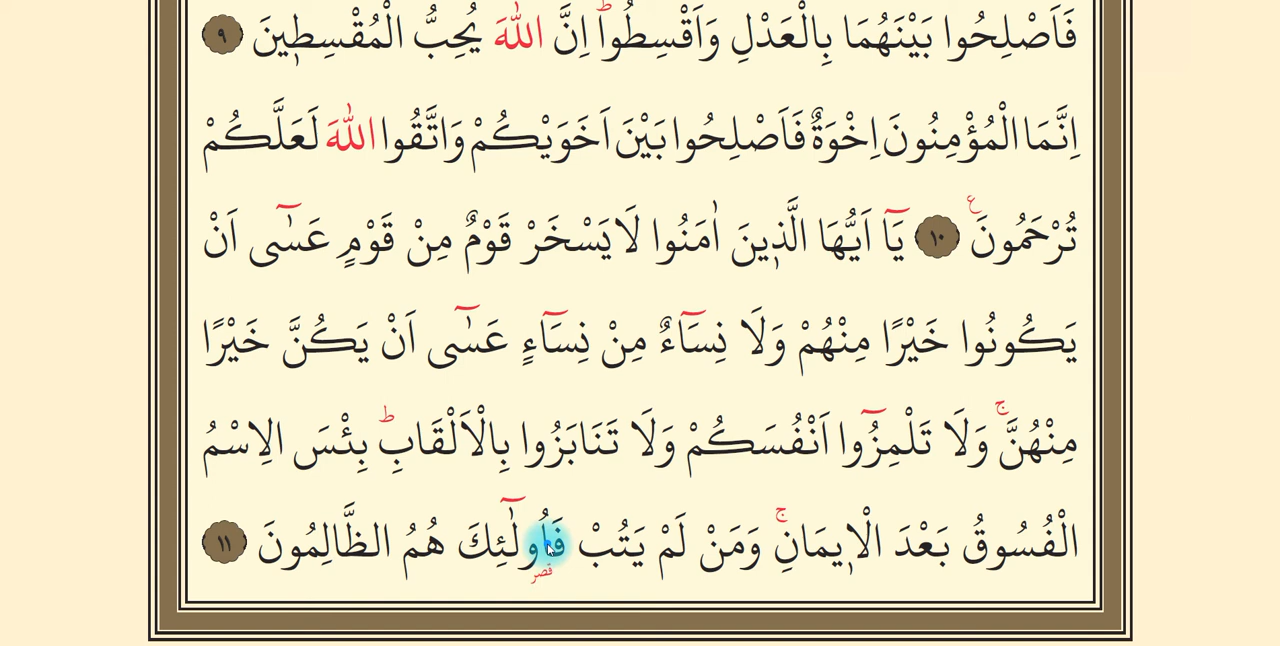 فَاَصْلِحُوا بَيْنَهُمَا بِالْعَدْلِ وَاَقْسِطُواۜ اِنَّ اللّٰهَ يُحِبُّ الْمُقْسِط۪ينَ ٩
اِنَّمَا الْمُؤْمِنُونَ اِخْوَةٌ فَاَصْلِحُوا بَيْنَ اَخَوَيْكُمْ وَاتَّقُوا اللّٰهَ لَعَلَّكُمْ
تُرْحَمُونَ ع ١٠ يَٓا اَيُّهَا الَّذ۪ينَ اٰمَنُوا لَا يَسْخَرْ قَوْمٌ مِنْ قَوْمٍ عَسٰٓى اَنْ
يَكُونُوا خَيْرًا مِنْهُمْ وَلَا نِسَٓاءٌ مِنْ نِسَٓاءٍ عَسٰٓى اَنْ يَكُنَّ خَيْرًا
مِنْهُنَّۚ وَلَا تَلْمِزُٓوا اَنْفُسَكُمْ وَلَا تَنَابَزُوا بِالْاَلْقَابِ ط بِئْسَ الِاسْمُ
الْفُسُوقُ بَعْدَ الْا۪يمَانِۚ وَمَنْ لَمْ يَتُبْ فَاُو۬لٰٓئِكَ هُمُ الظَّالِمُونَ ١١
قصر